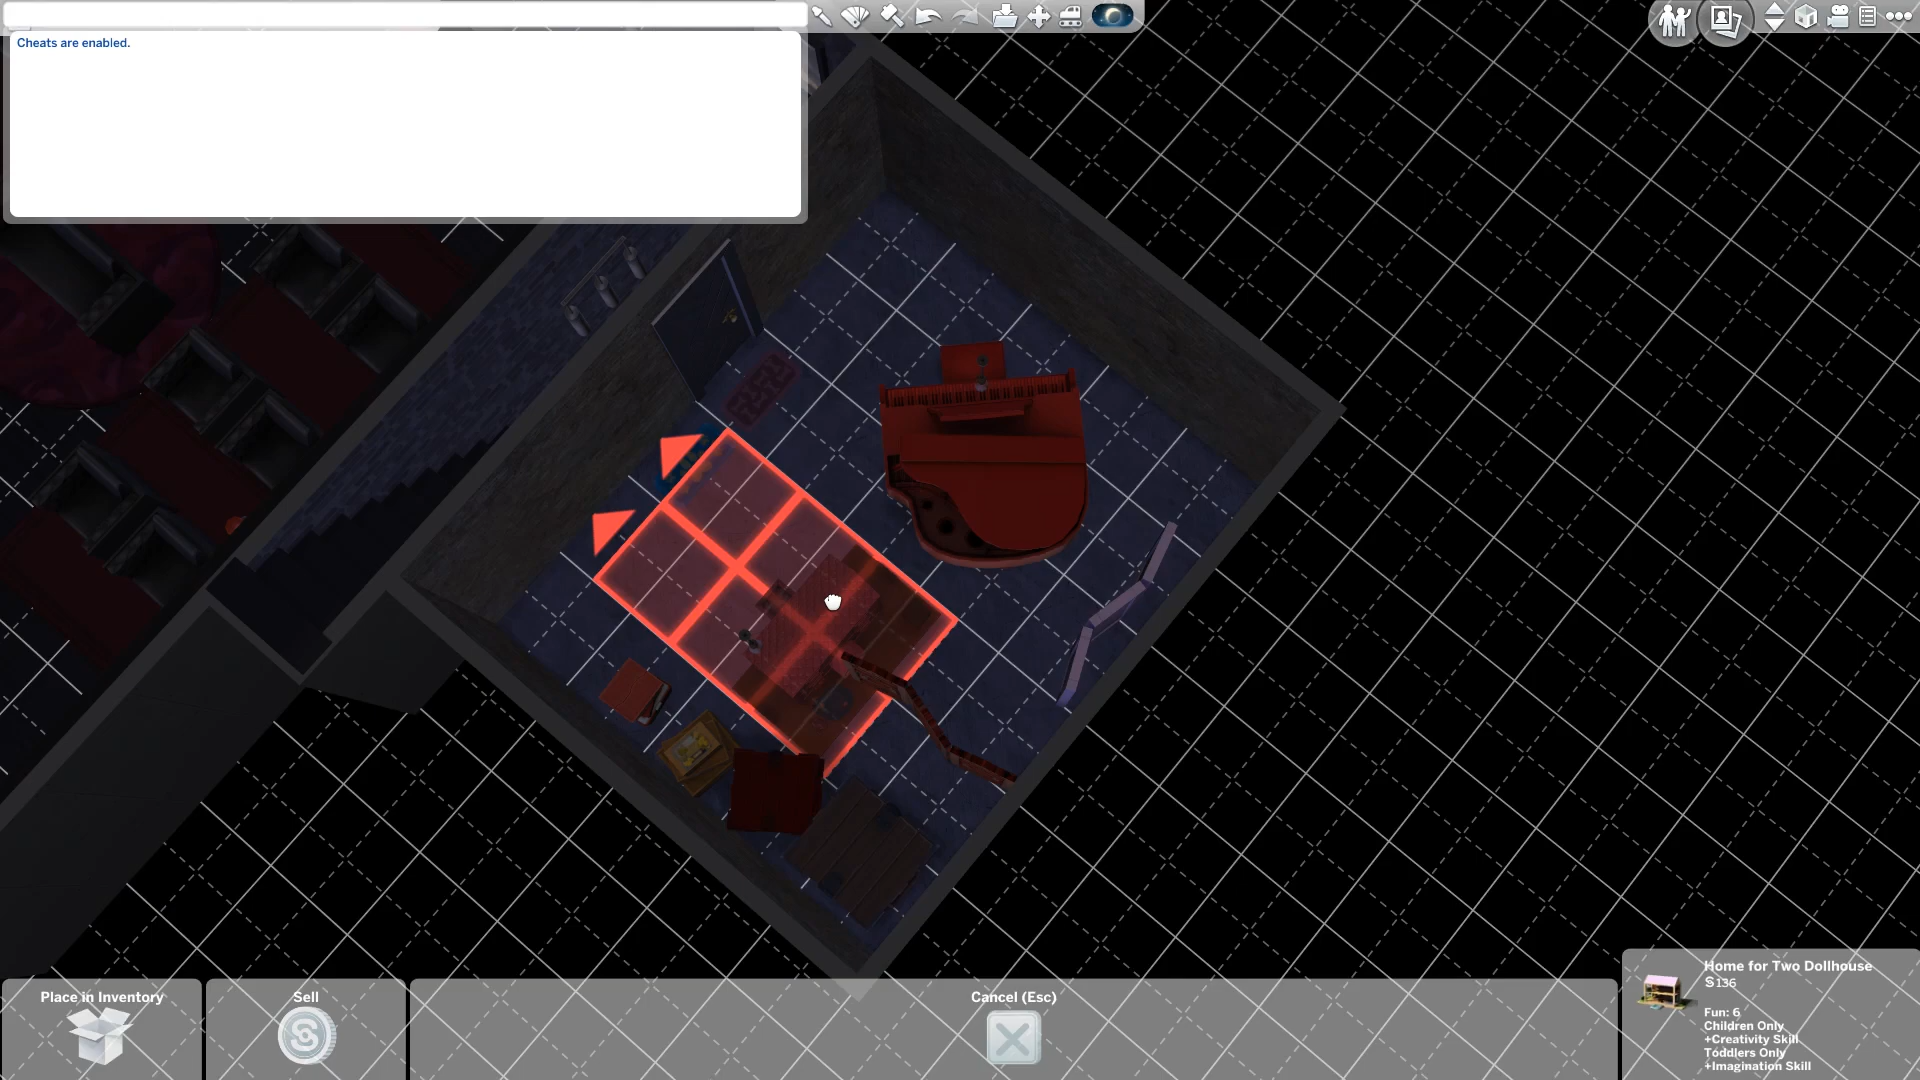 Cheats are enabled.
Place in Inventory
Sell
Cancel (Esc)
Home for Two Dollhouse
§136
Fun: 6
Children Only
+Creativity Skill
Toddlers Only
+Imagination Skill